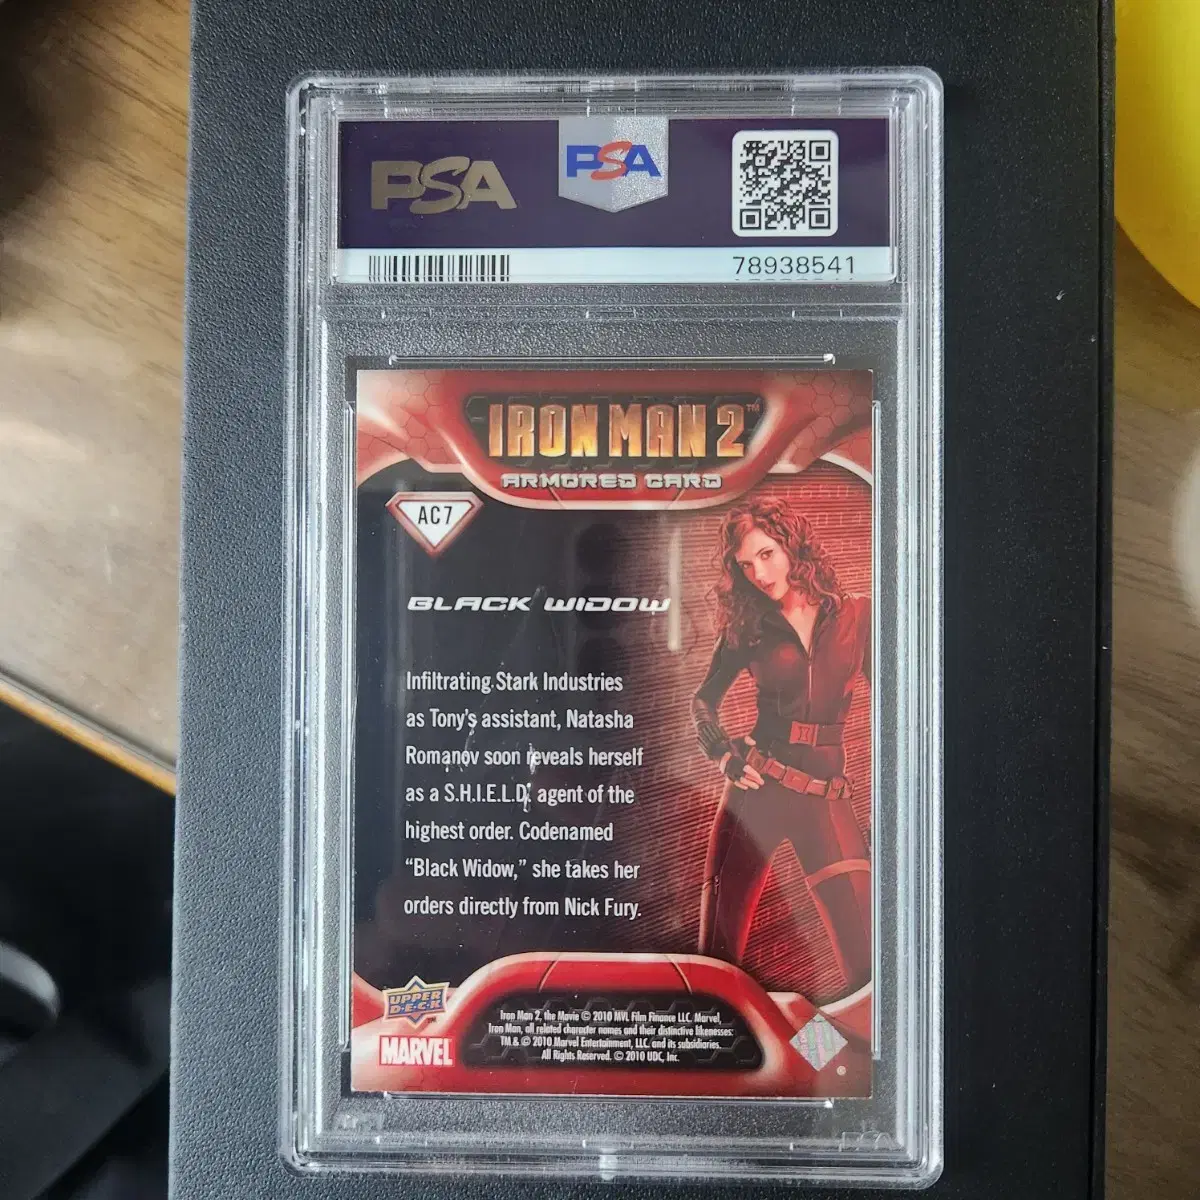 PSA
PSA
78938541
IRON MAN 2™
ARMORED CARD
AC7
BLACK WIDOW
Infiltrating Stark Industries
as Tony's assistant, Natasha
Romanov soon reveals herself
as a S.H.I.E.L.D. agent of the
highest order. Codenamed
“Black Widow,” she takes her
orders directly from Nick Fury.
UPPER
D·E·C·K
MARVEL
Iron Man 2, the Movie © 2010 MVL Film Finance LLC. Marvel,
Iron Man, all related character names and their distinctive likenesses:
TM & © 2010 Marvel Entertainment, LLC. and its subsidiaries.
All Rights Reserved. © 2010 UDC, Inc.
®
PSA